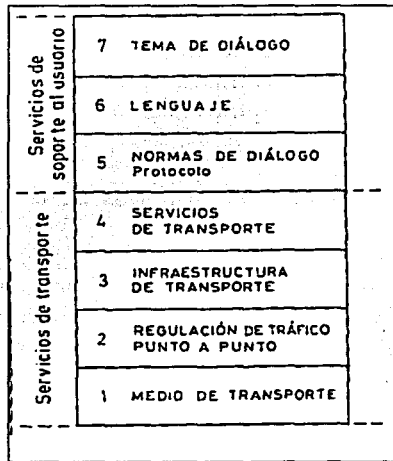 Servicios de
soporte al usuario
7 TEMA DE DIÁLOGO
6 LENGUAJE
5 NORMAS DE DIÁLOGO
Protocolo
Servicios de transporte
4 SERVICIOS
DE TRANSPORTE
3 INFRAESTRUCTURA
DE TRANSPORTE
2 REGULACIÓN DE TRÁFICO
PUNTO A PUNTO
1 MEDIO DE TRANSPORTE